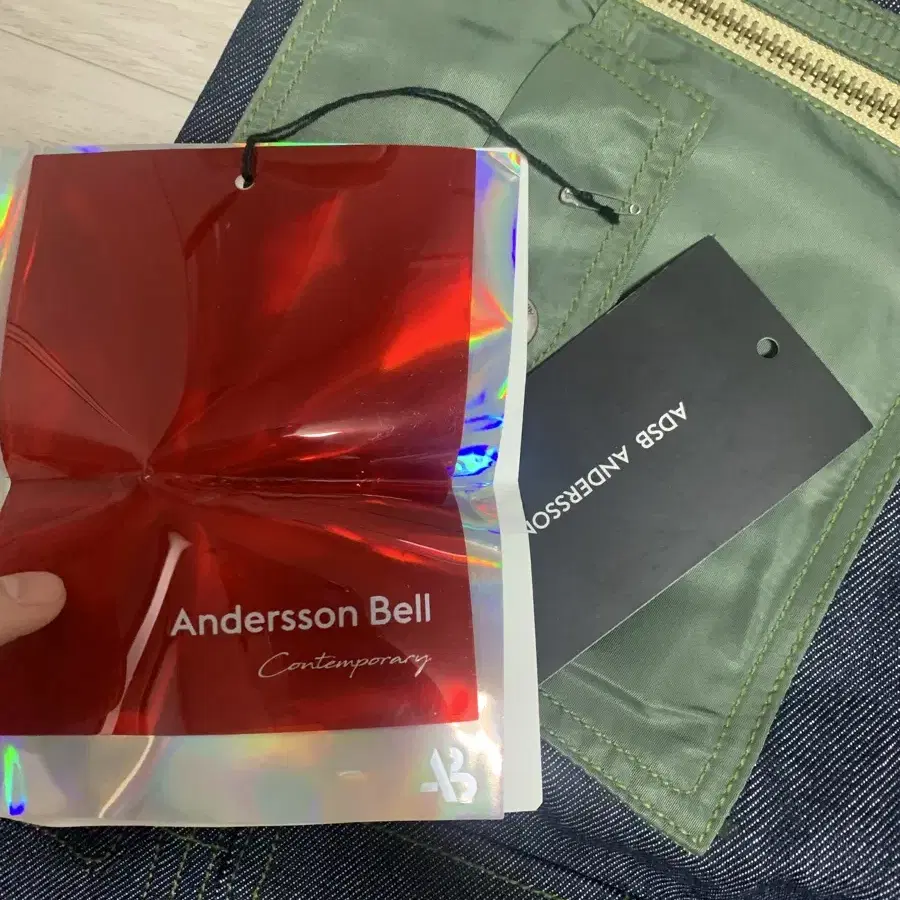 Andersson Bell
Contemporary
AB
ADSB ANDERSSON